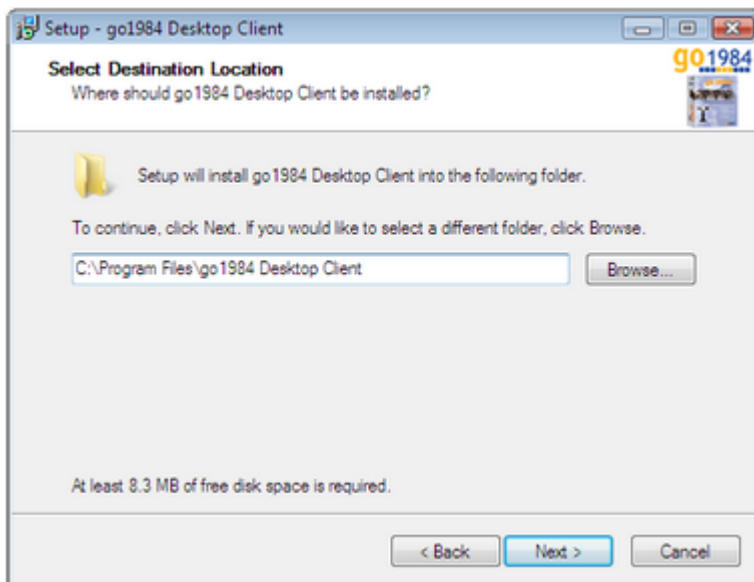 Setup - go1984 Desktop Client
Select Destination Location
Where should go1984 Desktop Client be installed?
go1984
Setup will install go1984 Desktop Client into the following folder.
To continue, click Next. If you would like to select a different folder, click Browse.
C:\Program Files\go1984 Desktop Client
Browse...
At least 8.3 MB of free disk space is required.
< Back
Next >
Cancel